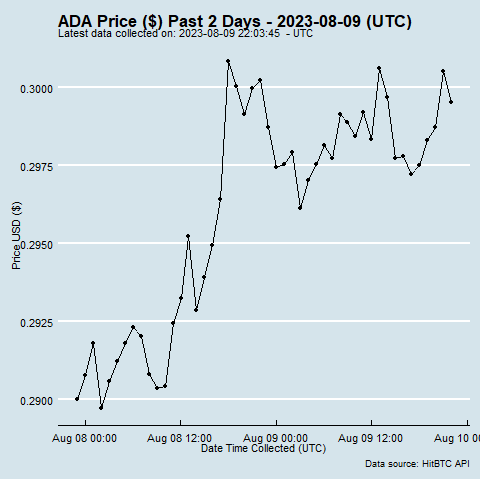 ADA Price ($) Past 2 Days - 2023-08-09 (UTC)
Latest data collected on: 2023-08-09 22:03:45 - UTC
0.3000
0.2975
0.2950
0.2925
0.2900
Price USD ($)
Aug 08 00:00
Aug 08 12:00
Aug 09 00:00
Aug 09 12:00
Aug 10 00
Date Time Collected (UTC)
Data source: HitBTC API